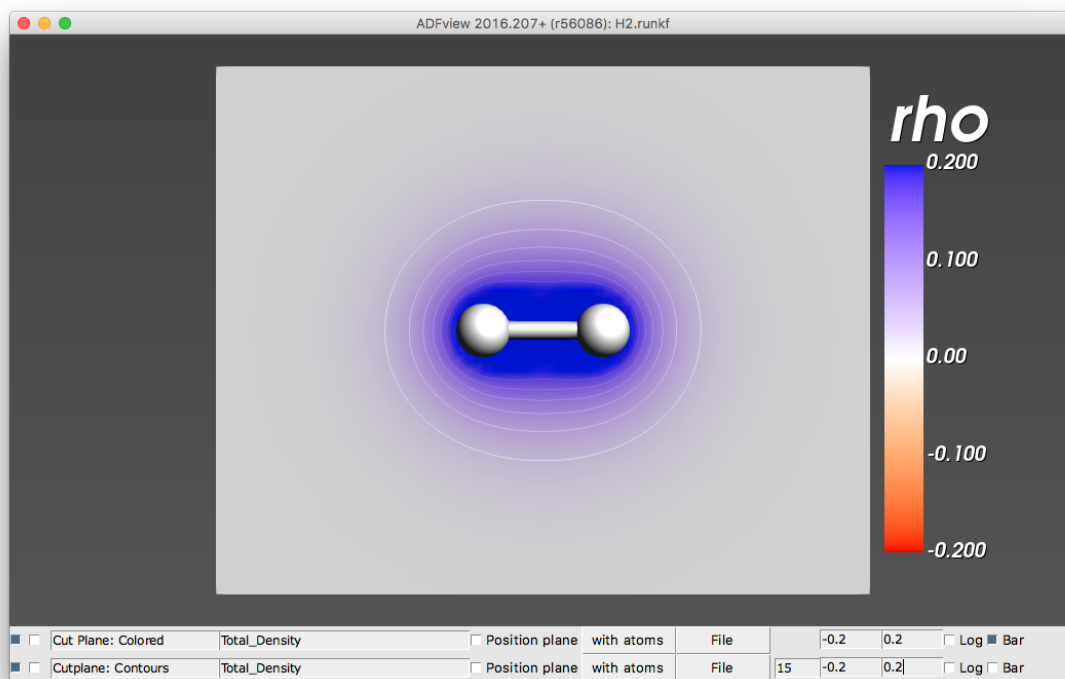 ADFview 2016.207+ (r56086): H2.runkf
rho
0.200
0.100
0.00
-0.100
-0.200
Cut Plane: Colored Total_Density Position plane with atoms File -0.2 0.2 Log Bar
Cutplane: Contours Total_Density Position plane with atoms File 15 -0.2 0.2 Log Bar